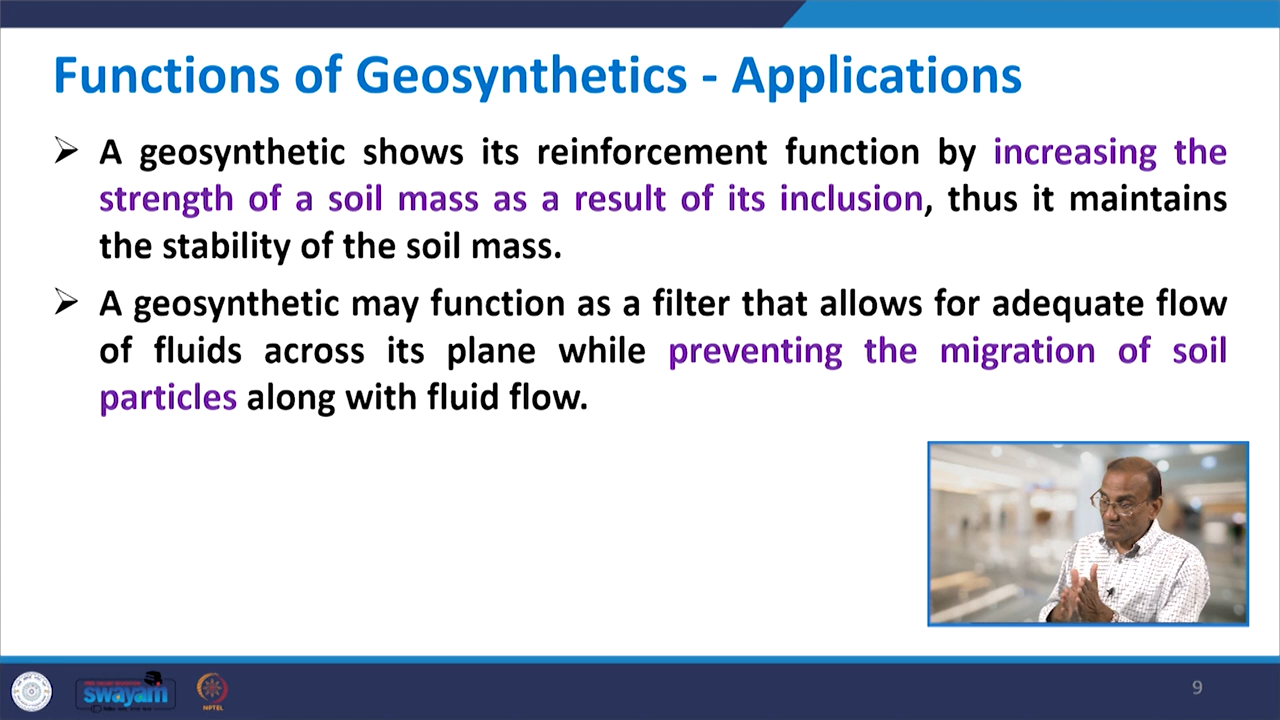 Functions of Geosynthetics - Applications
➢ A geosynthetic shows its reinforcement function by increasing the
strength of a soil mass as a result of its inclusion, thus it maintains
the stability of the soil mass.
➢ A geosynthetic may function as a filter that allows for adequate flow
of fluids across its plane while preventing the migration of soil
particles along with fluid flow.
swayam
NPTEL
9